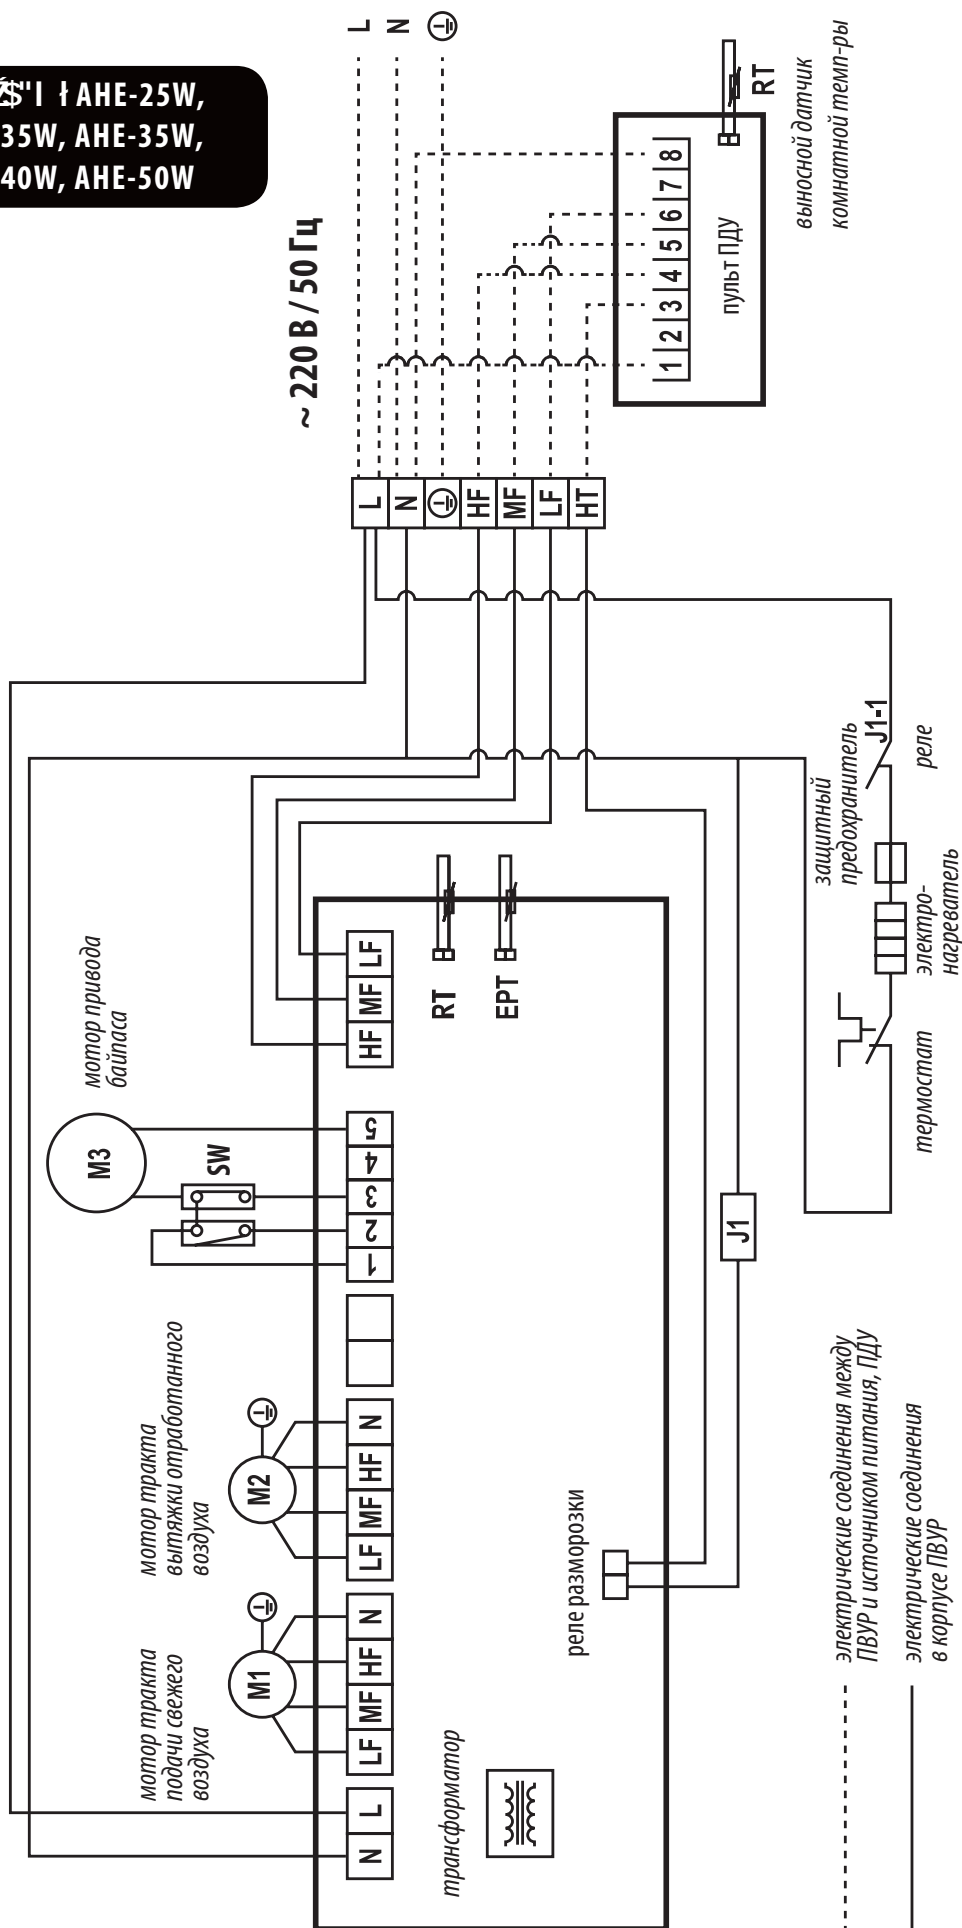 AHE-25W,
35W, AHE-35W,
40W, AHE-50W
~ 220 В / 50 Гц
L
N
L
N
HF
MF
LF
HT
1 2 3 4 5 6 7 8
пульт ПДУ
RT
выносной датчик
комнатной темп-ры
мотор привода
байпаса
M3
SW
1 2 3 4 5
HF MF LF
RT
EPT
мотор тракта
вытяжки отработанного
воздуха
M2
LF MF HF N
мотор тракта
подачи свежего
воздуха
M1
LF MF HF N
N L
трансформатор
реле разморозки
J1
защитный
предохранитель
J1-1
реле
электро-
нагреватель
термостат
электрические соединения между
ПВУР и источником питания, ПДУ
электрические соединения
в корпусе ПВУР